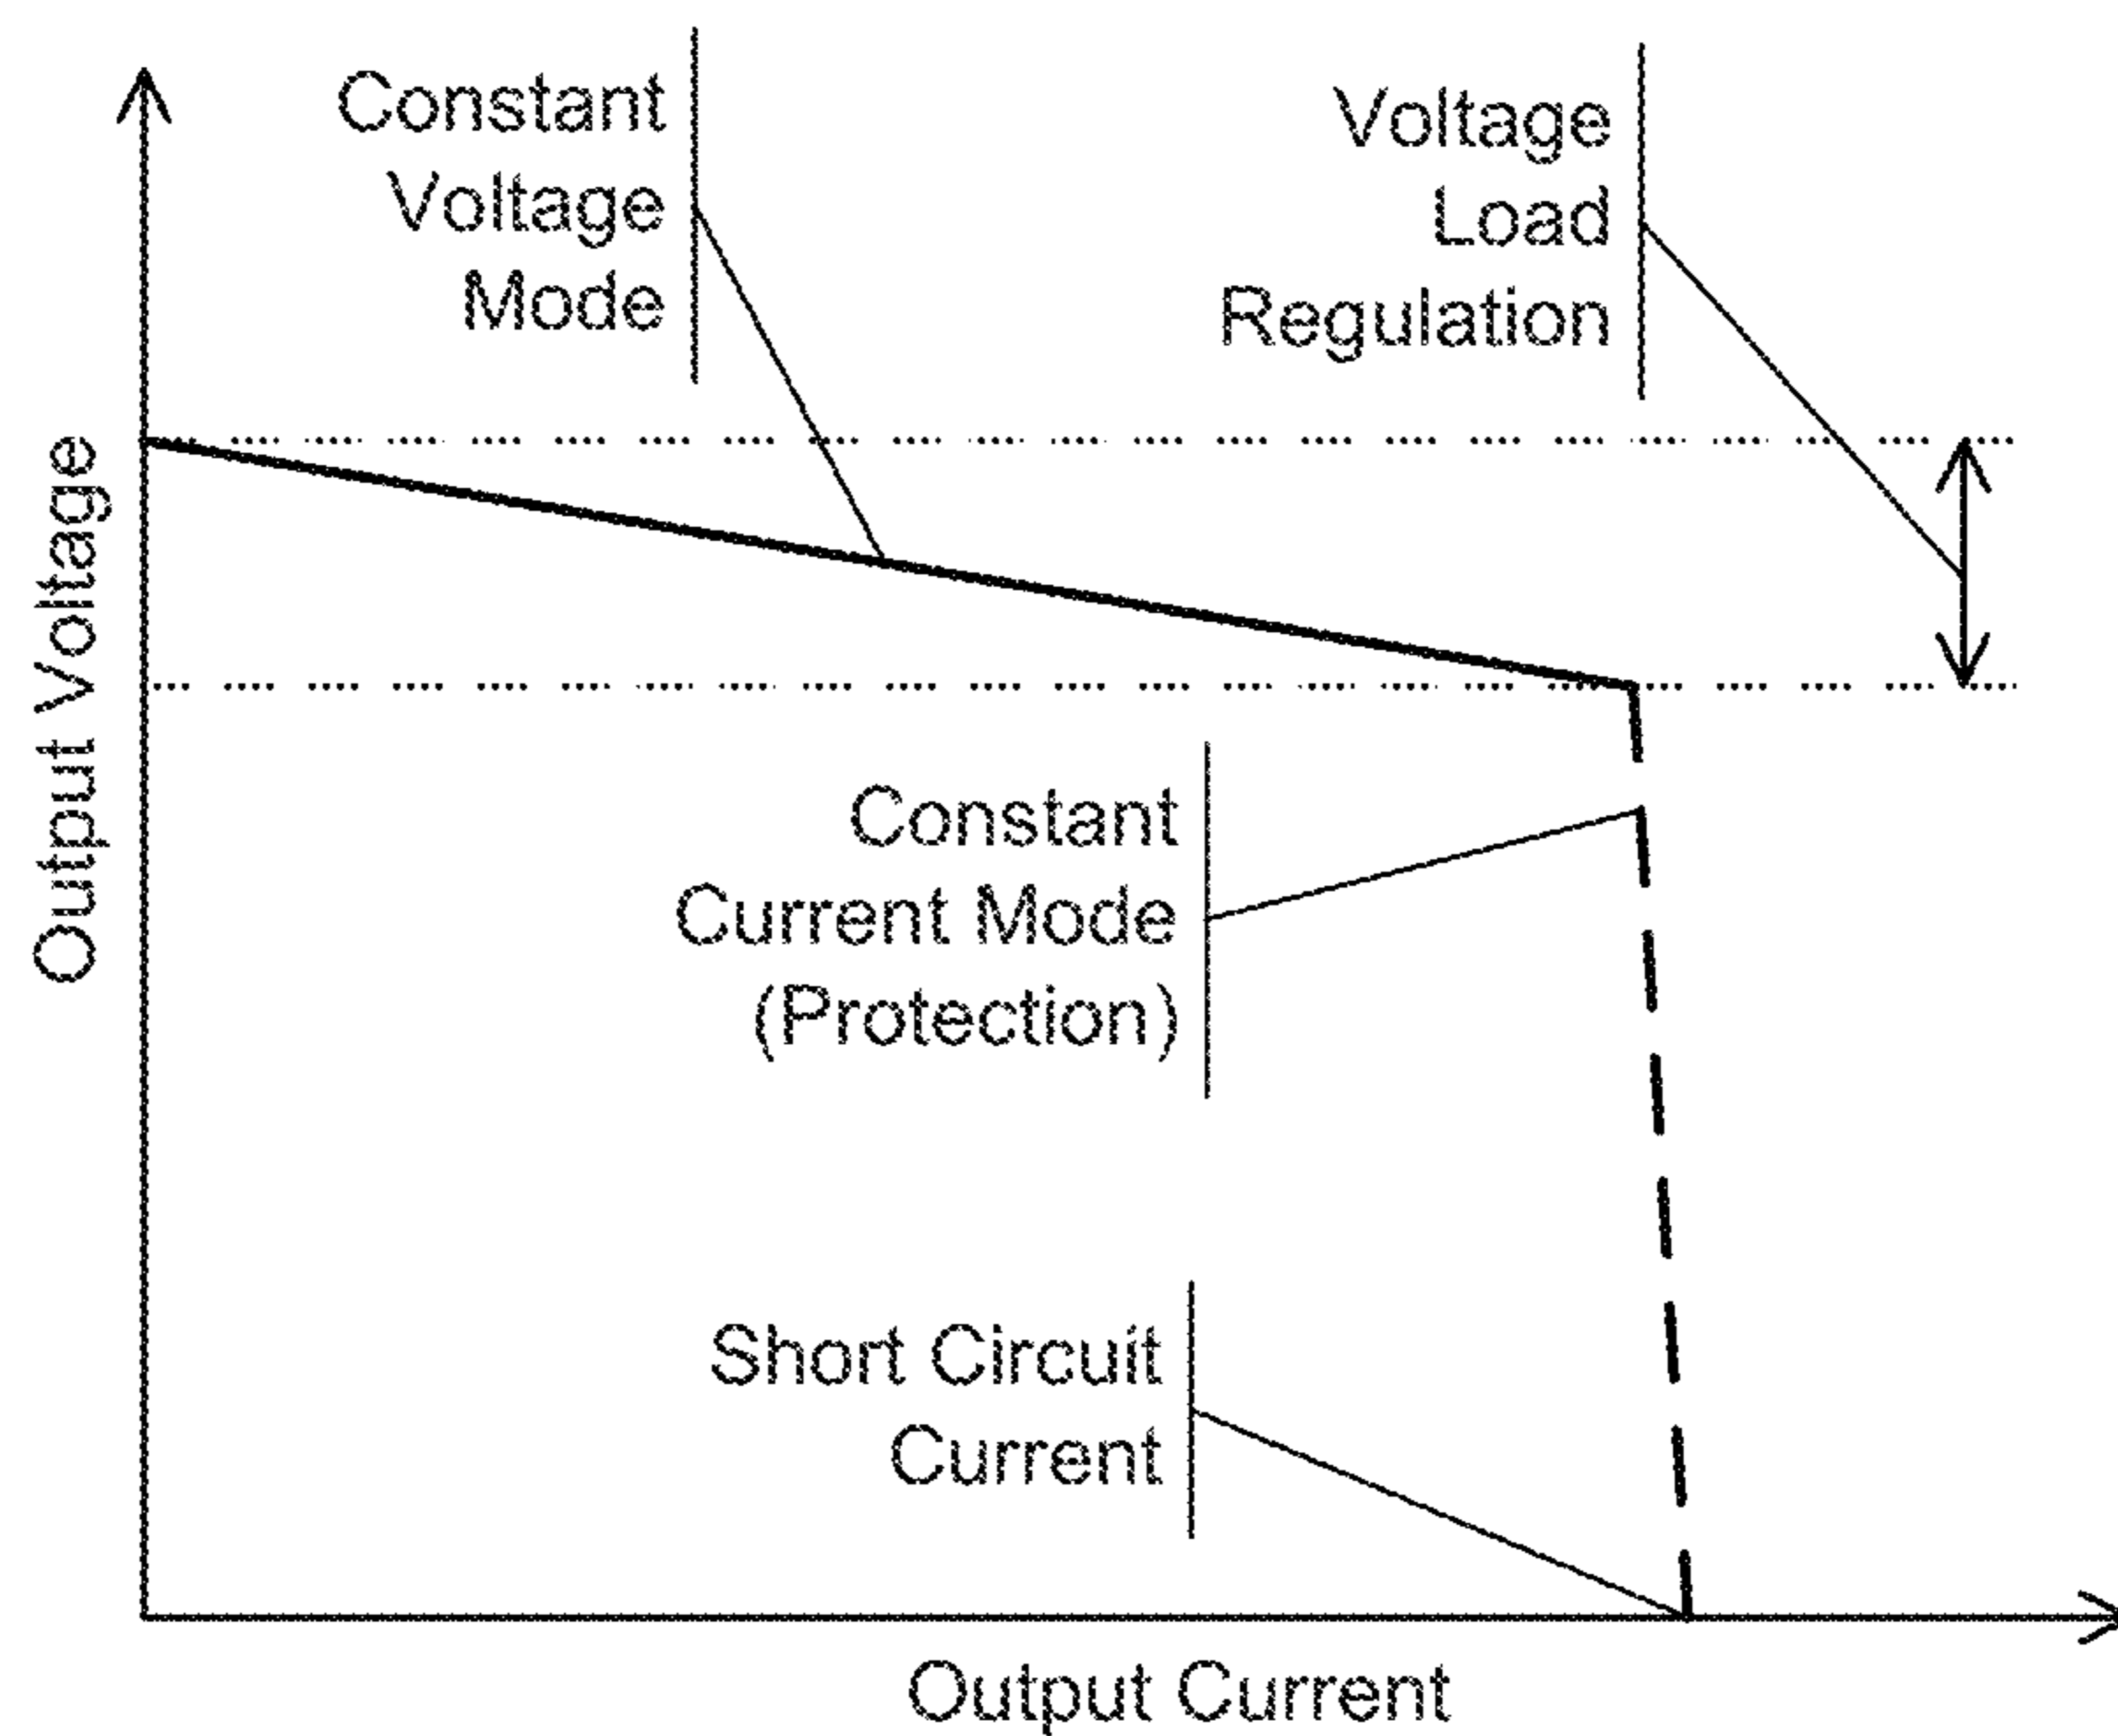 Constant
Voltage
Mode
Voltage
Load
Regulation
Output Voltage
Constant
Current Mode
(Protection)
Short Circuit
Current
Output Current